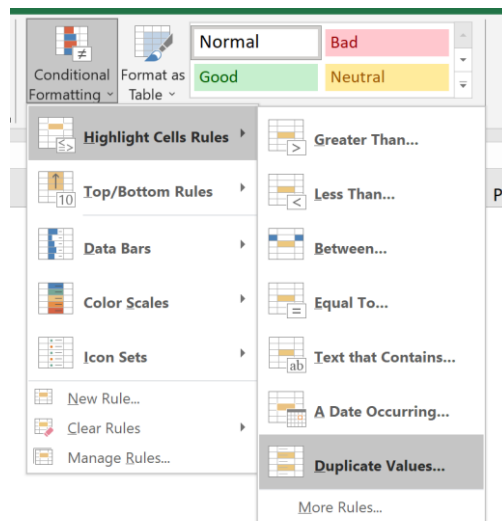 Normal
Bad
Conditional
Formatting
Format as
Table
Good
Neutral
Highlight Cells Rules
Top/Bottom Rules
10
Data Bars
Color Scales
Icon Sets
New Rule...
Clear Rules
Manage Rules...
Greater Than...
Less Than...
Between...
Equal To...
Text that Contains...
ab
A Date Occurring...
Duplicate Values...
More Rules...
P